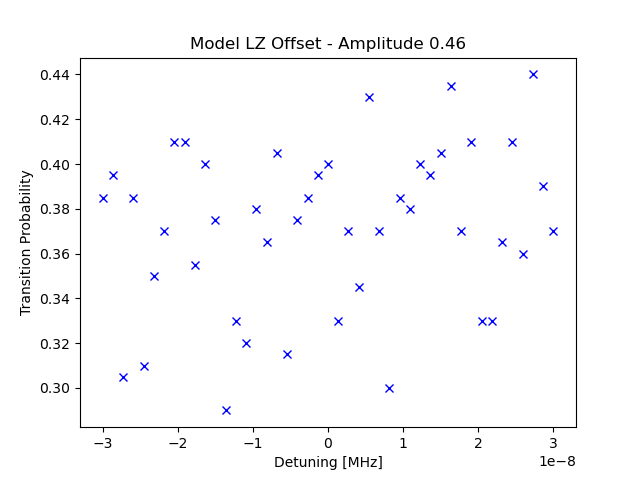 Model LZ Offset - Amplitude 0.46
0.44
0.42
0.40
0.38
0.36
0.34
0.32
0.30
Transition Probability
−3 −2 −1 0 1 2 3
1e−8
Detuning [MHz]